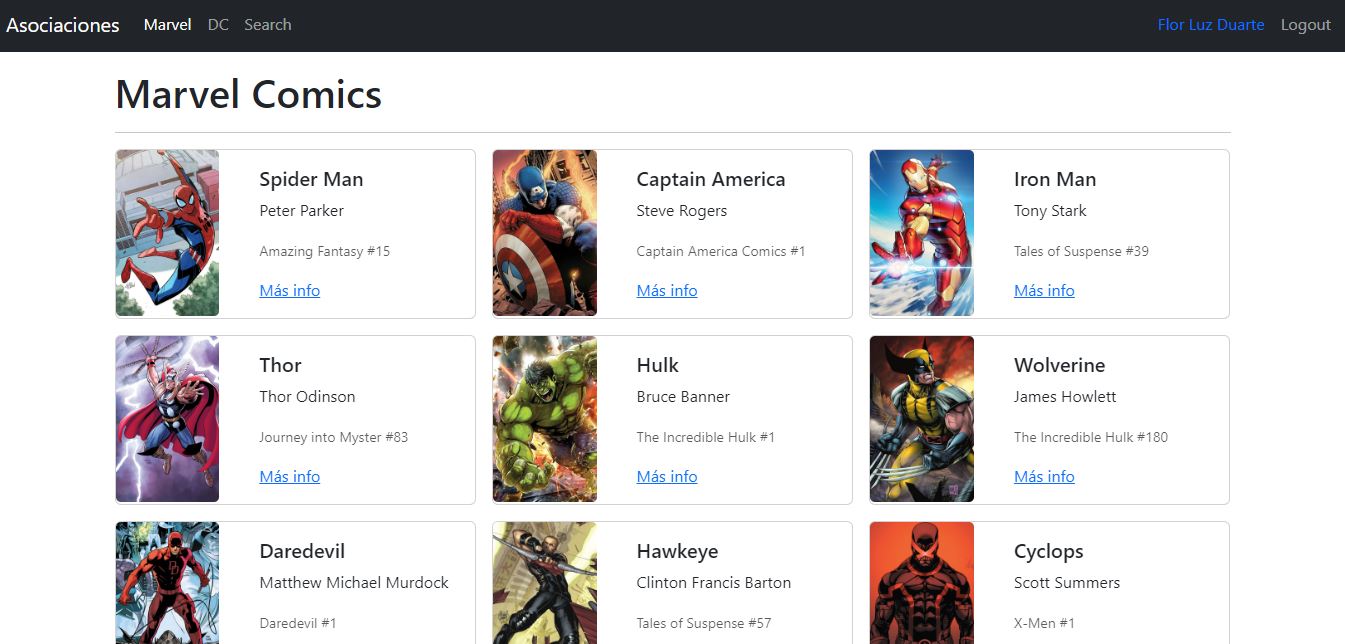 Asociaciones Marvel DC Search Flor Luz Duarte Logout
Marvel Comics
Spider Man
Peter Parker
Amazing Fantasy #15
Más info
Captain America
Steve Rogers
Captain America Comics #1
Más info
Iron Man
Tony Stark
Tales of Suspense #39
Más info
Thor
Thor Odinson
Journey into Myster #83
Más info
Hulk
Bruce Banner
The Incredible Hulk #1
Más info
Wolverine
James Howlett
The Incredible Hulk #180
Más info
Daredevil
Matthew Michael Murdock
Daredevil #1
Hawkeye
Clinton Francis Barton
Tales of Suspense #57
Cyclops
Scott Summers
X-Men #1